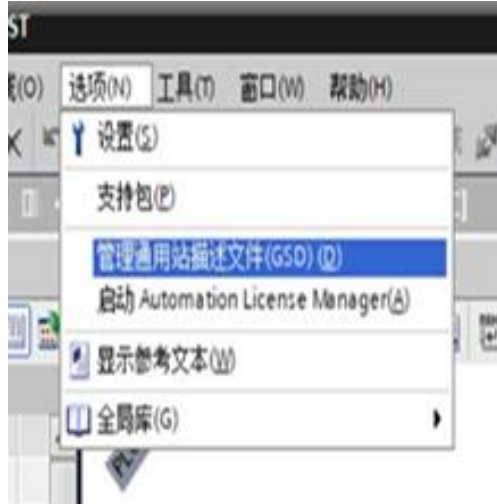 ST
(O) 选项(N) 工具(T) 窗口(W) 帮助(H)
设置(S)
支持包(P)
管理通用站描述文件(GSD) (D)
启动 Automation License Manager(A)
显示参考文本(W)
全局库(G)
PL